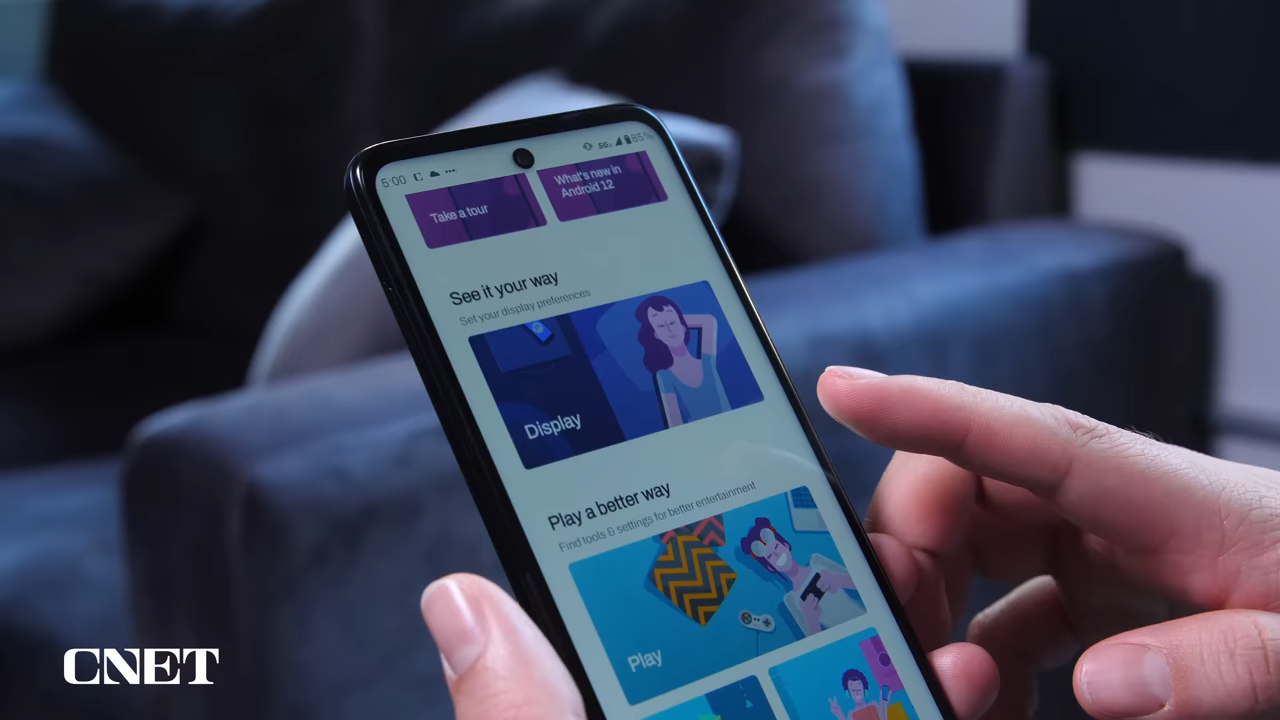 5:00
5G
85%
Take a tour
What's new in
Android 12
See it your way
Set your display preferences
Display
Play a better way
Find tools & settings for better entertainment
Play
CNET